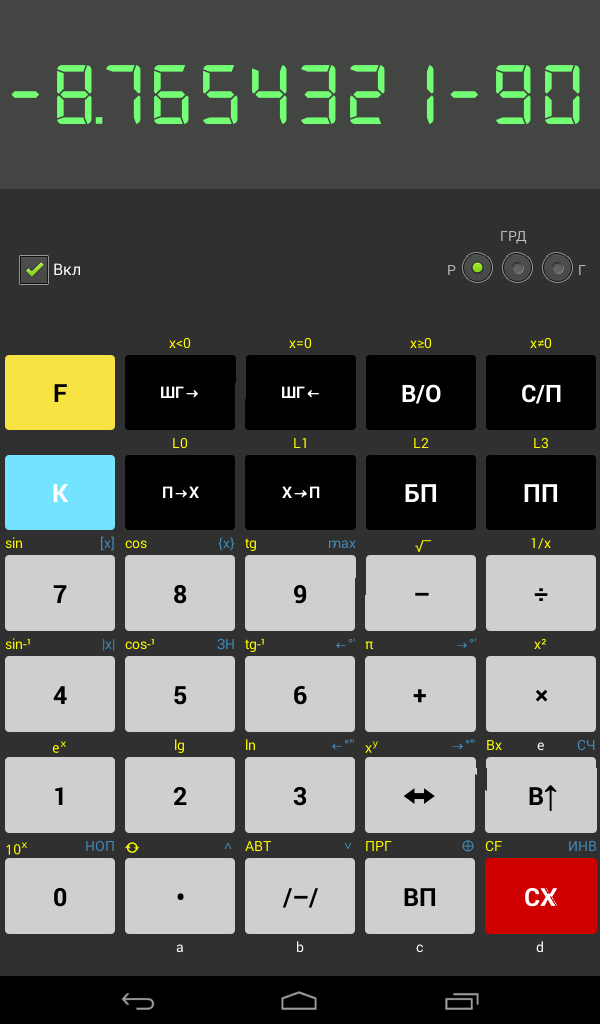 -8.7654321-90
ГРД
Вкл
Р Г
x<0 x=0 x≥0 x≠0
F ШГ→ ШГ← В/О С/П
L0 L1 L2 L3
К П→X X→П БП ПП
sin [x] cos {x} tg max √‾ 1/x
7 8 9 − ÷
sin-¹ |x| cos-¹ ЗН tg-¹ ←°' π →°' x²
4 5 6 + ×
eˣ lg ln ←°'" xʸ →°'" Bx e СЧ
1 2 3 ↔ В↑
10ˣ НОП ^ АВТ v ПРГ ⊕ CF ИНВ
0 • /−/ ВП CX
a b c d